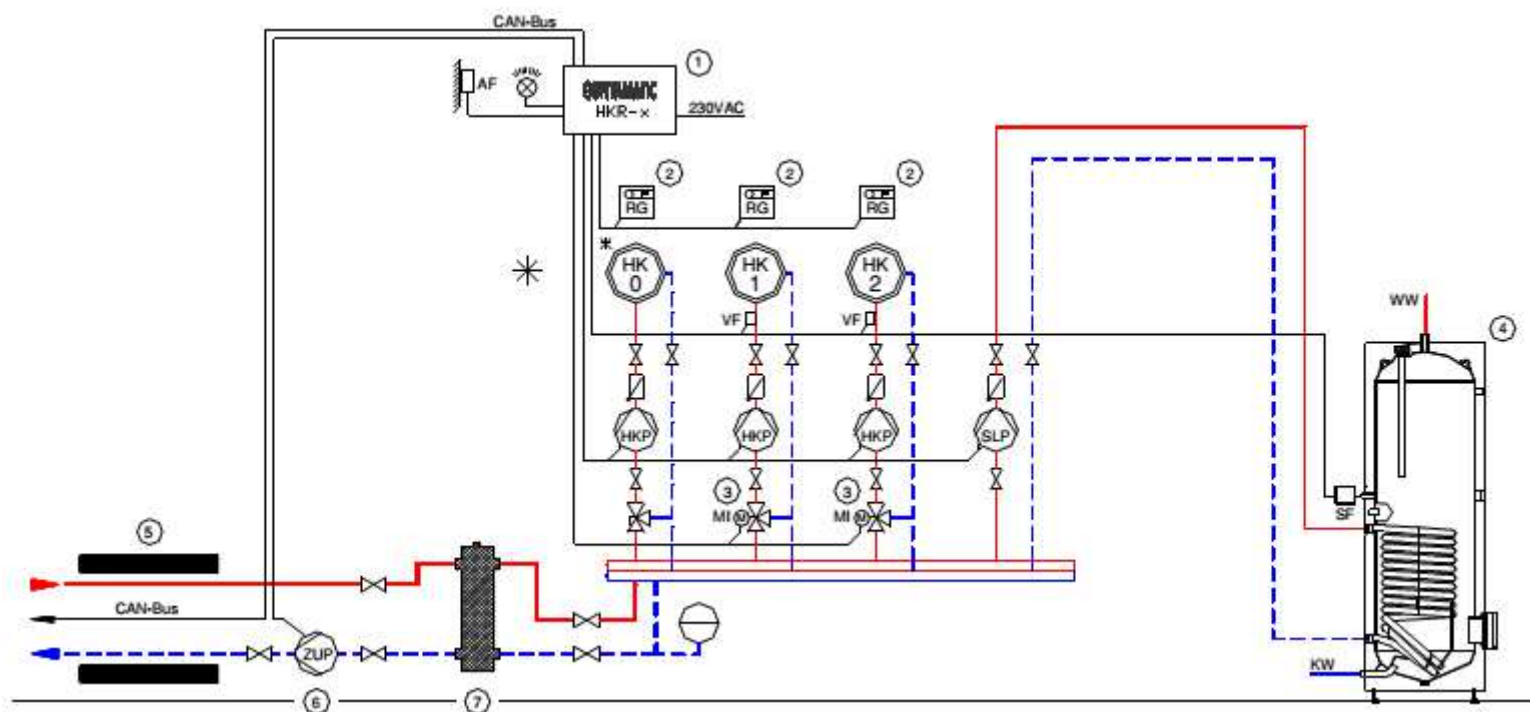 CAN-Bus
1
AF
GUNTAMATIC
HKR-x
230VAC
2
2
2
RG
RG
RG
HK
0
HK
1
HK
2
WW
VF
VF
4
HKP
HKP
HKP
SLP
3
3
SF
MI
M
MI
M
5
CAN-Bus
ZUP
KW
6
7